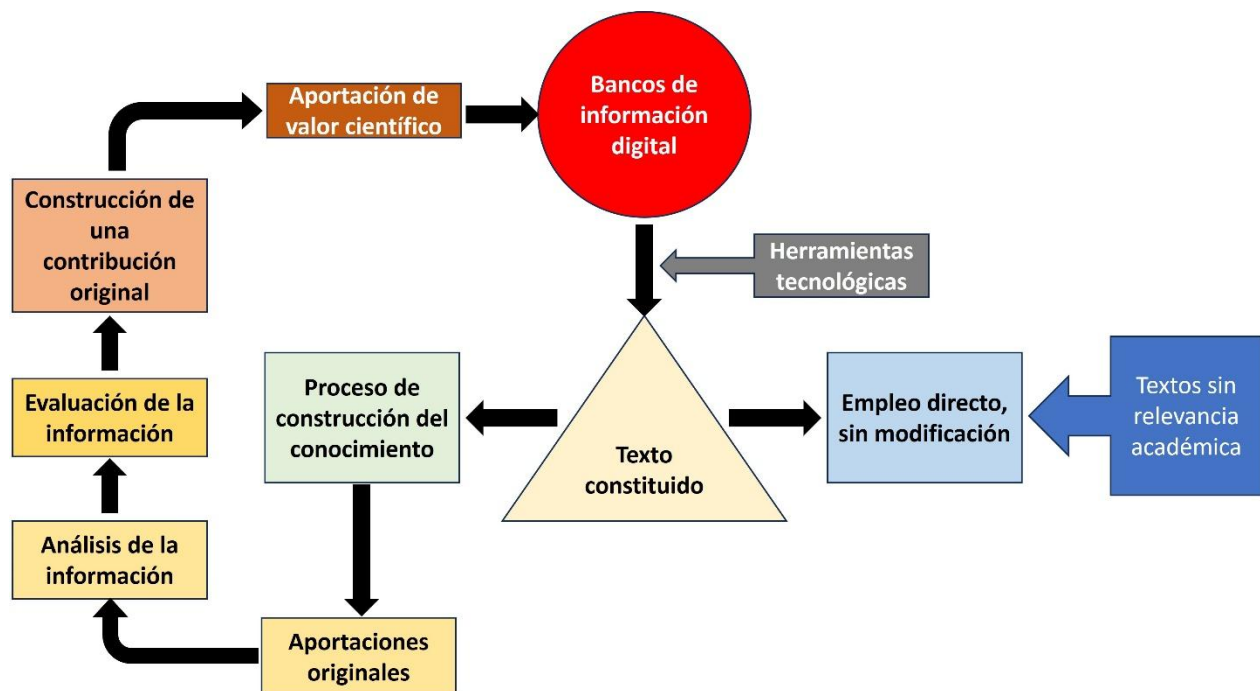 Aportación de
valor científico
Bancos de
información
digital
Construcción de
una
contribución
original
Herramientas
tecnológicas
Evaluación de la
información
Proceso de
construcción del
conocimiento
Texto
constituido
Empleo directo,
sin modificación
Textos sin
relevancia
académica
Análisis de la
información
Aportaciones
originales